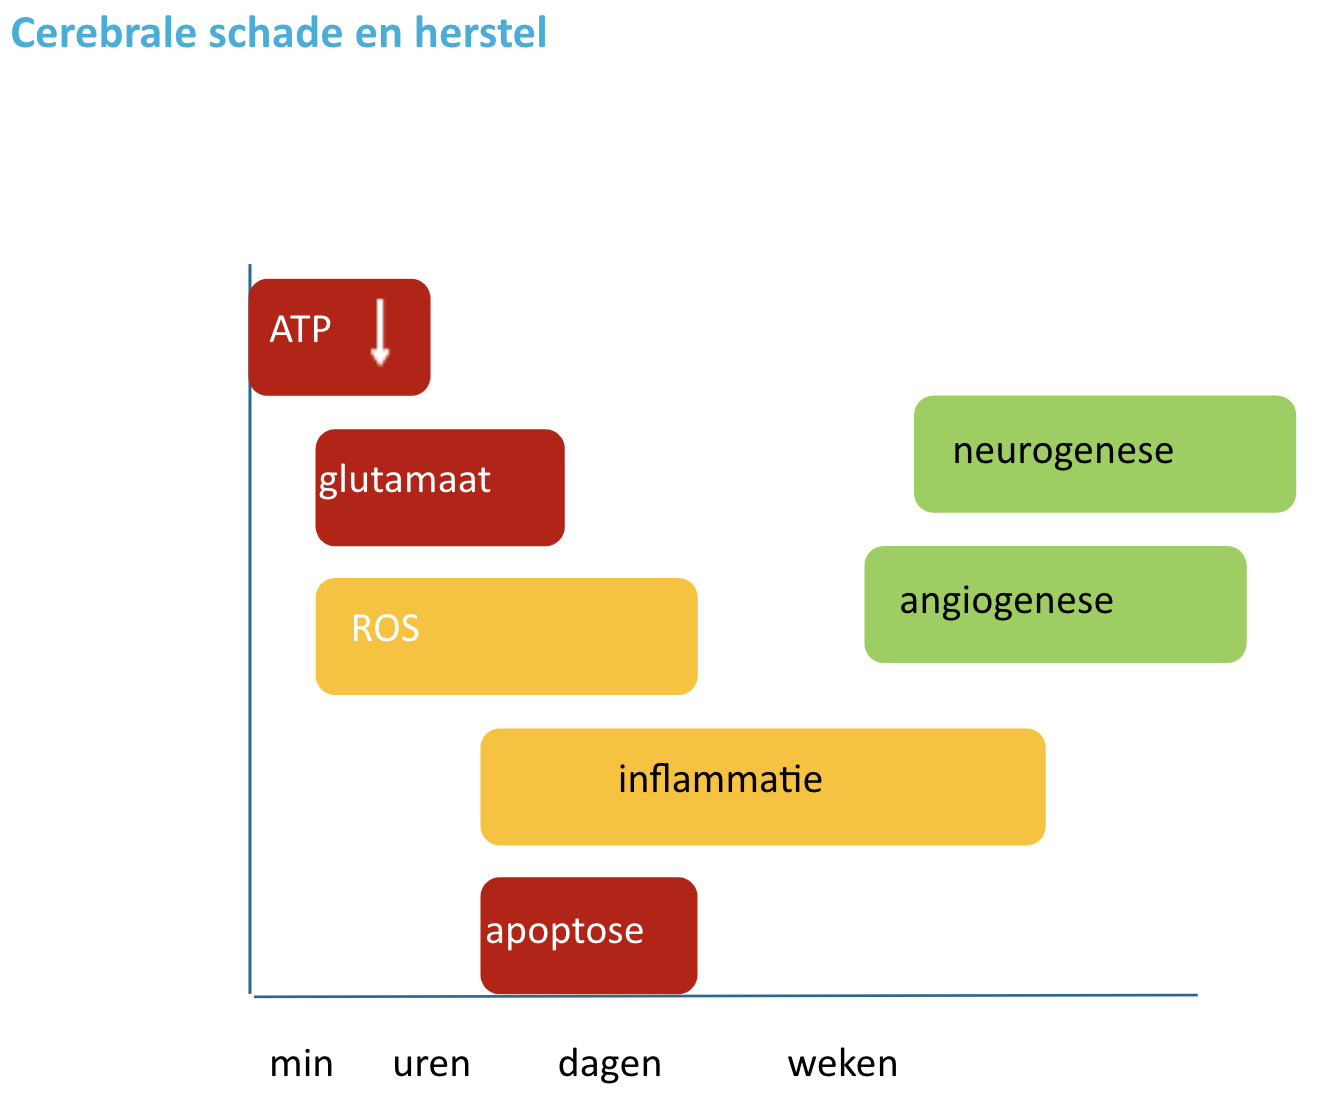 Cerebrale schade en herstel
ATP
glutamaat
neurogenese
ROS
angiogenese
inflammatie
apoptose
min uren dagen weken